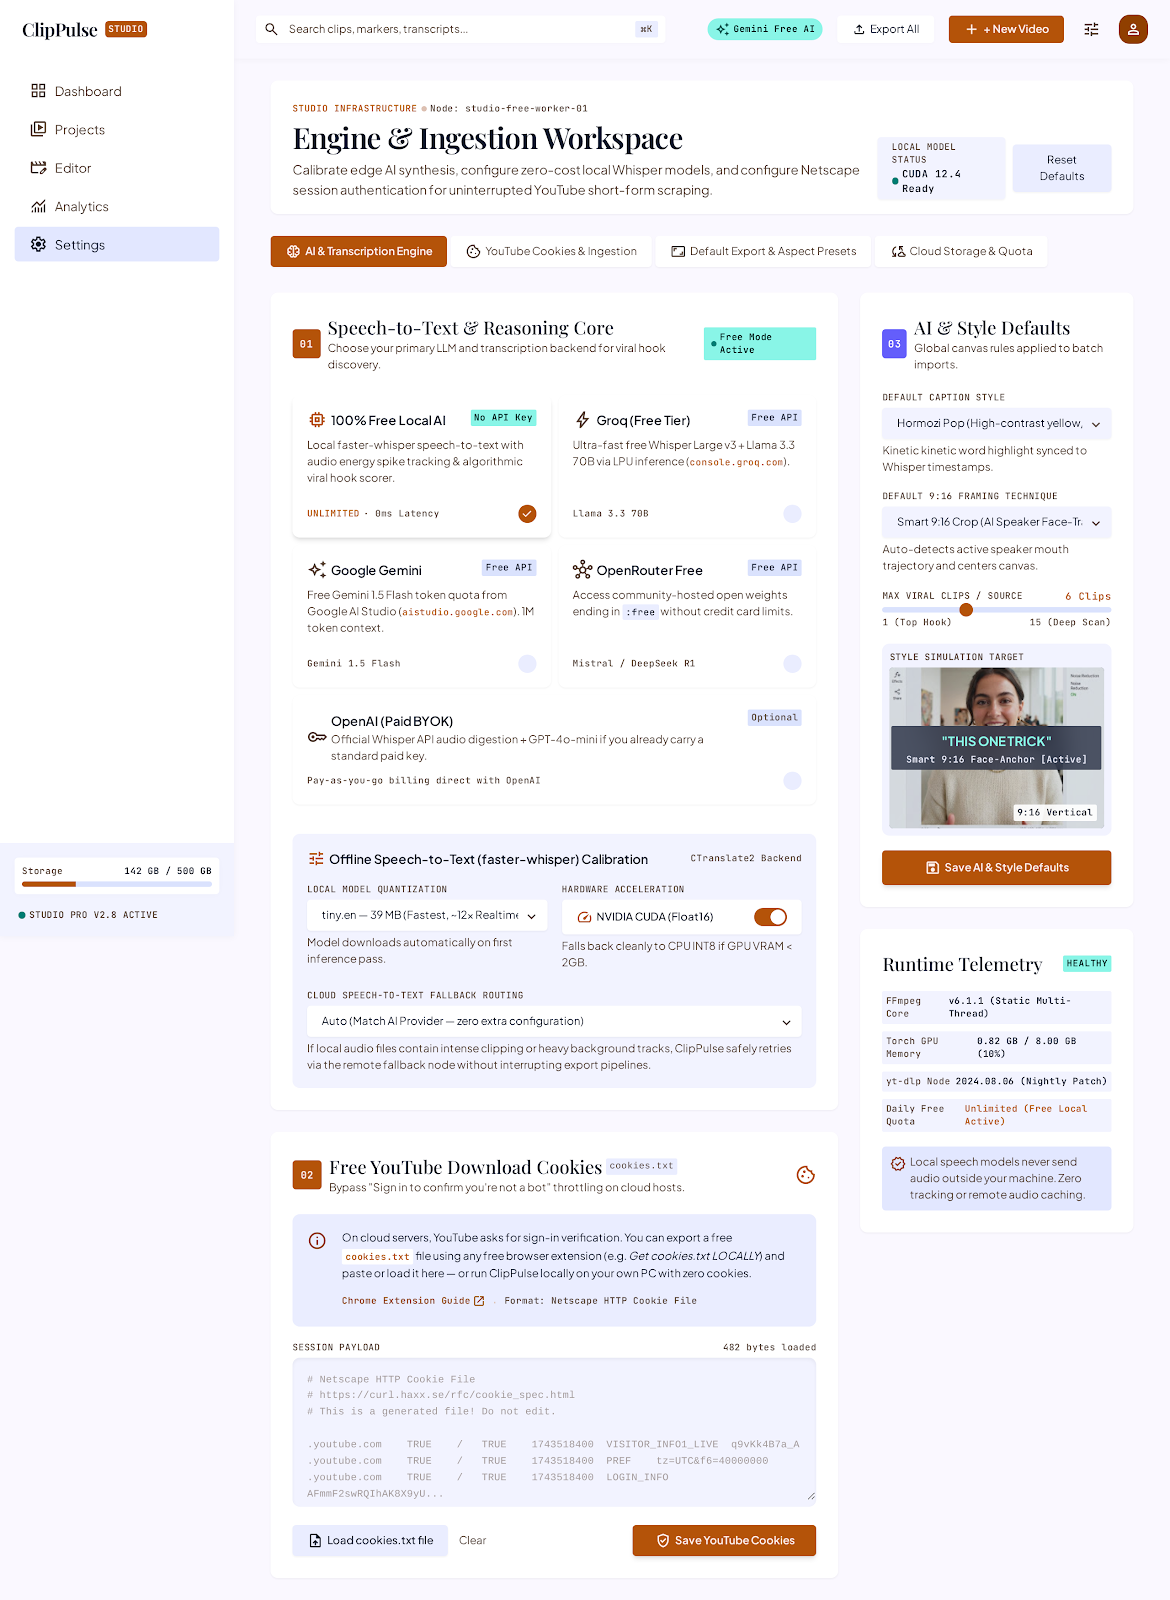 ClipPulse STUDIO
Search clips, markers, transcripts...
⌘K
Gemini Free AI
Export All
+ New Video
Dashboard
Projects
Editor
Analytics
Settings
Storage 142 GB / 500 GB
STUDIO PRO V2.8 ACTIVE
STUDIO INFRASTRUCTURE Node: studio-free-worker-01
Engine & Ingestion Workspace
Calibrate edge AI synthesis, configure zero-cost local Whisper models, and configure Netscape
session authentication for uninterrupted YouTube short-form scraping.
LOCAL MODEL
STATUS
CUDA 12.4
Ready
Reset
Defaults
AI & Transcription Engine
YouTube Cookies & Ingestion
Default Export & Aspect Presets
Cloud Storage & Quota
01
Speech-to-Text & Reasoning Core
Choose your primary LLM and transcription backend for viral hook
discovery.
Free Mode
Active
100% Free Local AI
No API Key
Local faster-whisper speech-to-text with
audio energy spike tracking & algorithmic
viral hook scorer.
UNLIMITED · 0ms Latency
Groq (Free Tier)
Free API
Ultra-fast free Whisper Large v3 + Llama 3.3
70B via LPU inference (console.groq.com).
Llama 3.3 70B
Google Gemini
Free API
Free Gemini 1.5 Flash token quota from
Google AI Studio (aistudio.google.com). 1M
token context.
Gemini 1.5 Flash
OpenRouter Free
Free API
Access community-hosted open weights
ending in :free without credit card limits.
Mistral / DeepSeek R1
OpenAI (Paid BYOK)
Optional
Official Whisper API audio digestion + GPT-4o-mini if you already carry a
standard paid key.
Pay-as-you-go billing direct with OpenAI
Offline Speech-to-Text (faster-whisper) Calibration
CTranslate2 Backend
LOCAL MODEL QUANTIZATION
tiny.en — 39 MB (Fastest, ~12x Realtime
Model downloads automatically on first
inference pass.
HARDWARE ACCELERATION
NVIDIA CUDA (Float16)
Falls back cleanly to CPU INT8 if GPU VRAM <
2GB.
CLOUD SPEECH-TO-TEXT FALLBACK ROUTING
Auto (Match AI Provider — zero extra configuration)
If local audio files contain intense clipping or heavy background tracks, ClipPulse safely retries
via the remote fallback node without interrupting export pipelines.
02
Free YouTube Download Cookies cookies.txt
Bypass "Sign in to confirm you're not a bot" throttling on cloud hosts.
On cloud servers, YouTube asks for sign-in verification. You can export a free
cookies.txt file using any free browser extension (e.g. Get cookies.txt LOCALLY) and
paste or load it here — or run ClipPulse locally on your own PC with zero cookies.
Chrome Extension Guide · Format: Netscape HTTP Cookie File
SESSION PAYLOAD
482 bytes loaded
# Netscape HTTP Cookie File
# https://curl.haxx.se/rfc/cookie_spec.html
# This is a generated file! Do not edit.
.youtube.com TRUE / TRUE 1743518400 VISITOR_INFO1_LIVE q9vKk4B7a_A
.youtube.com TRUE / TRUE 1743518400 PREF tz=UTC&f6=40000000
.youtube.com TRUE / TRUE 1743518400 LOGIN_INFO
AFmmF2swRQIhAK8X9yU...
Load cookies.txt file
Clear
Save YouTube Cookies
03
AI & Style Defaults
Global canvas rules applied to batch
imports.
DEFAULT CAPTION STYLE
Hormozi Pop (High-contrast yellow,
Kinetic kinetic word highlight synced to
Whisper timestamps.
DEFAULT 9:16 FRAMING TECHNIQUE
Smart 9:16 Crop (AI Speaker Face-Tr
Auto-detects active speaker mouth
trajectory and centers canvas.
MAX VIRAL CLIPS / SOURCE
6 Clips
1 (Top Hook)
15 (Deep Scan)
STYLE SIMULATION TARGET
"THIS ONE TRICK"
Smart 9:16 Face-Anchor [Active]
9:16 Vertical
Save AI & Style Defaults
Runtime Telemetry
HEALTHY
FFmpeg
Core
v6.1.1 (Static Multi-
Thread)
Torch GPU
Memory
0.82 GB / 8.00 GB
(10%)
yt-dlp Node 2024.08.06 (Nightly Patch)
Daily Free
Quota
Unlimited (Free Local
Active)
Local speech models never send
audio outside your machine. Zero
tracking or remote audio caching.